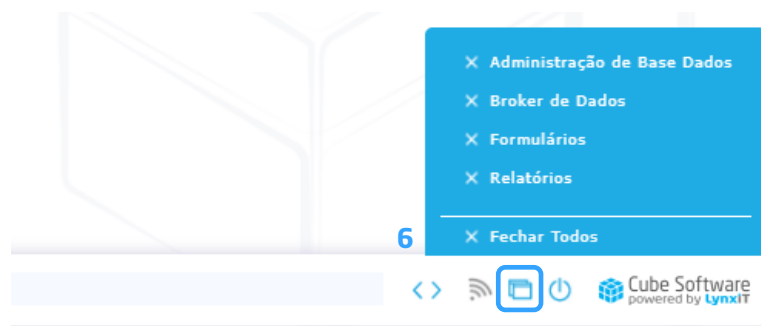 Administração de Base Dados
Broker de Dados
Formulários
Relatórios
6
Fechar Todos
Cube Software
powered by LynxIT